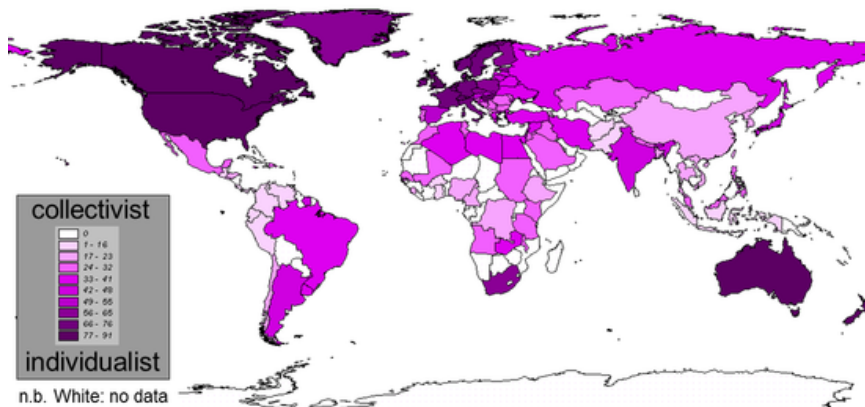 collectivist
0
1 - 16
17 - 23
24 - 32
33 - 41
42 - 48
49 - 55
56 - 65
66 - 76
77 - 91
individualist
n.b. White: no data